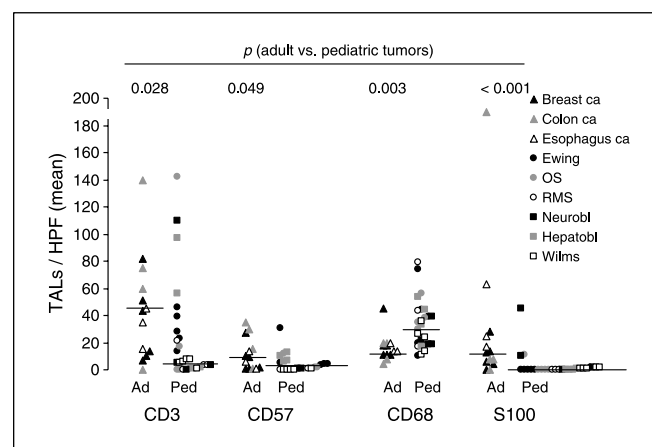 p (adult vs. pediatric tumors)
0.028 0.049 0.003 < 0.001
200
180
160
140
120
100
80
60
40
20
0
TALs / HPF (mean)
Breast ca
Colon ca
Esophagus ca
Ewing
OS
RMS
Neurobl
Hepatobl
Wilms
Ad Ped Ad Ped Ad Ped Ad Ped
CD3 CD57 CD68 S100